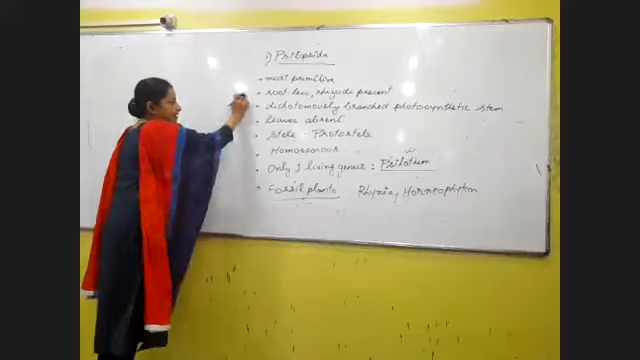 1) Psilopsida
- most primitive
- root-less, rhizoids present
- dichotomously branched photosynthetic stem
- leaves absent
- Stele - Protostele
- Homosporous
- Only 1 living genus : Psilotum
- Fossil plants Rhynia, Horneophyton